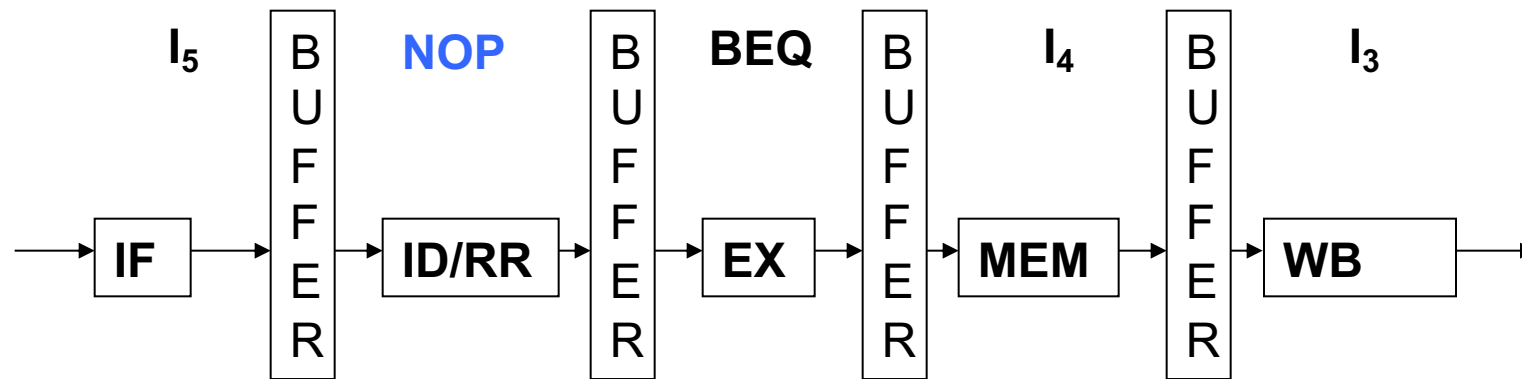 I₅ NOP BEQ I₄ I₃
BUFFER
BUFFER
BUFFER
BUFFER
IF ID/RR EX MEM WB